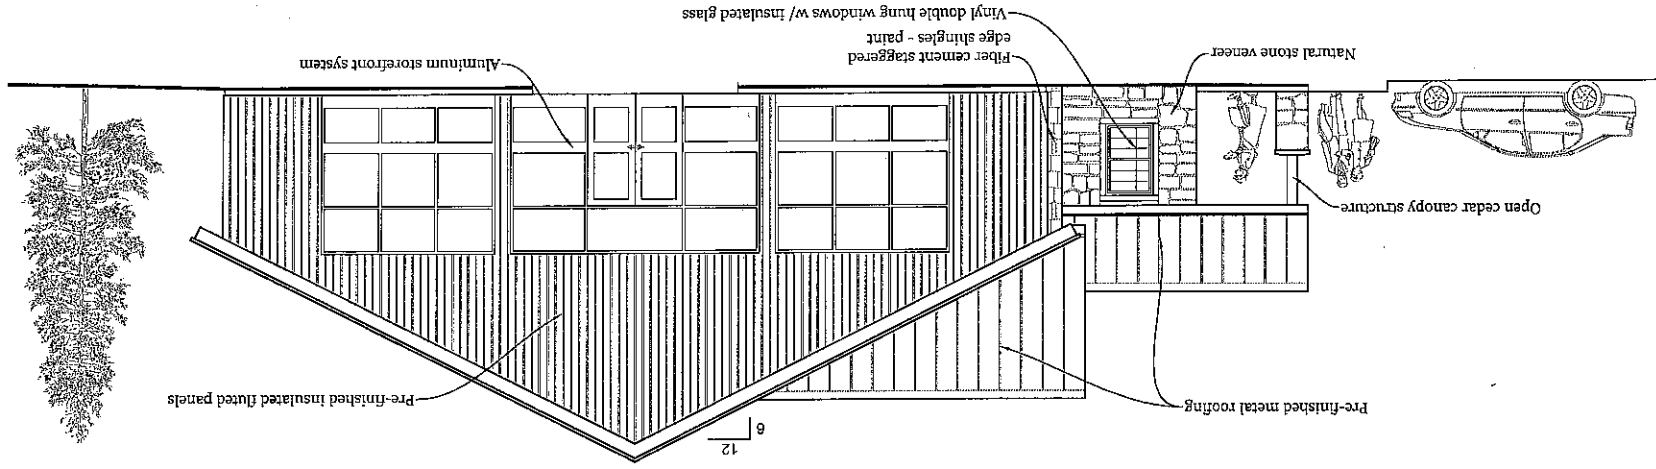 12
6
Pre-finished metal roofing
Pre-finished insulated fluted panels
Open cedar canopy structure
Aluminum storefront system
Natural stone veneer
Fiber cement staggered
edge shingles - paint
Vinyl double hung windows w/ insulated glass